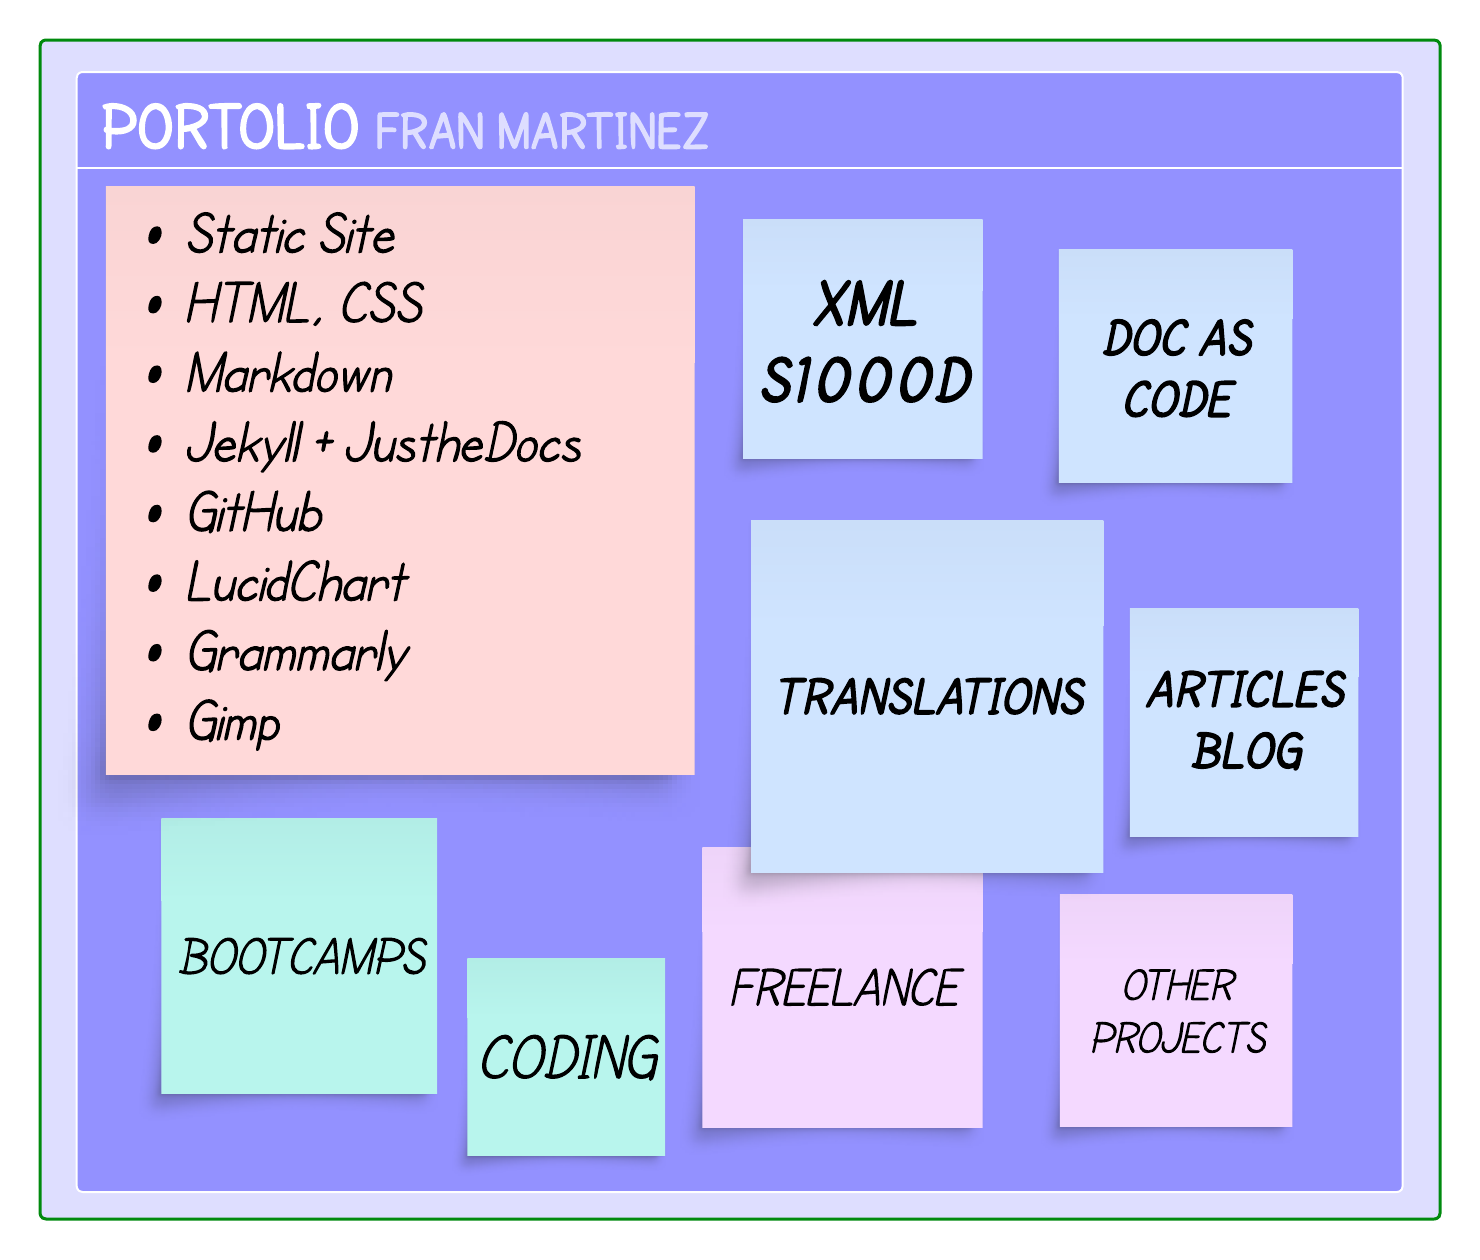 PORTOLIO FRAN MARTINEZ
• Static Site
• HTML, CSS
• Markdown
• Jekyll + JustheDocs
• GitHub
• LucidChart
• Grammarly
• Gimp
XML
S1000D
DOC AS
CODE
TRANSLATIONS
ARTICLES
BLOG
BOOTCAMPS
CODING
FREELANCE
OTHER
PROJECTS